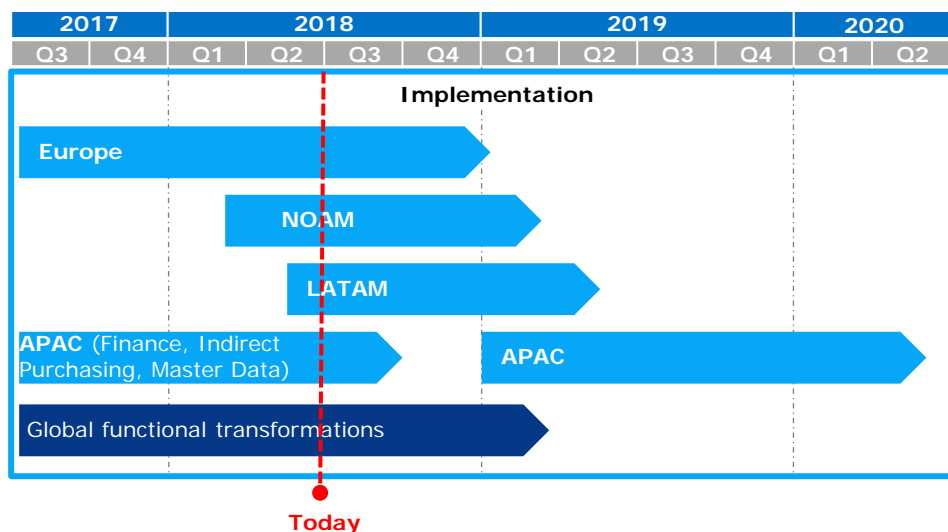 2017 2018 2019 2020
Q3 Q4 Q1 Q2 Q3 Q4 Q1 Q2 Q3 Q4 Q1 Q2
Implementation
Europe
NOAM
LATAM
APAC (Finance, Indirect
Purchasing, Master Data)
APAC
Global functional transformations
Today